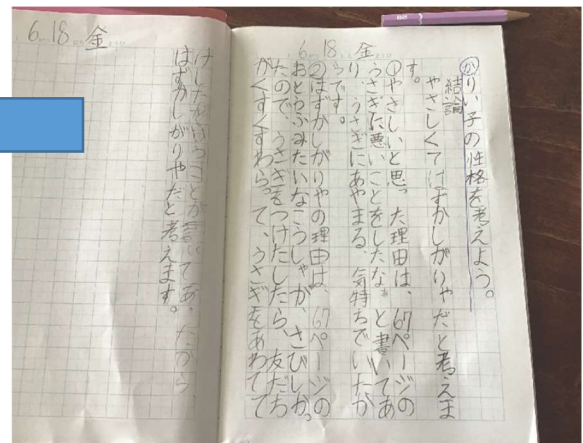 6.18 金
か りい子の性格を考えよう。
結論
やさしくてはずかしがりやだと考えま
す。
①やさしいと思った理由は、67ページの
うさぎに悪いことをしたなぁと書いてあ
り、うさぎにあやまる気持ちでいたか
らです。
②はずかしがりやの理由は、67ページの
おとうふみたいなこうしゃが、さびしかっ
たので、うさぎをつけたしたら、友だち
がくすくすわらって、うさぎをあわてて
6.18 金
けした ことが書いてあったから、
はずかしがりやだと考えます。